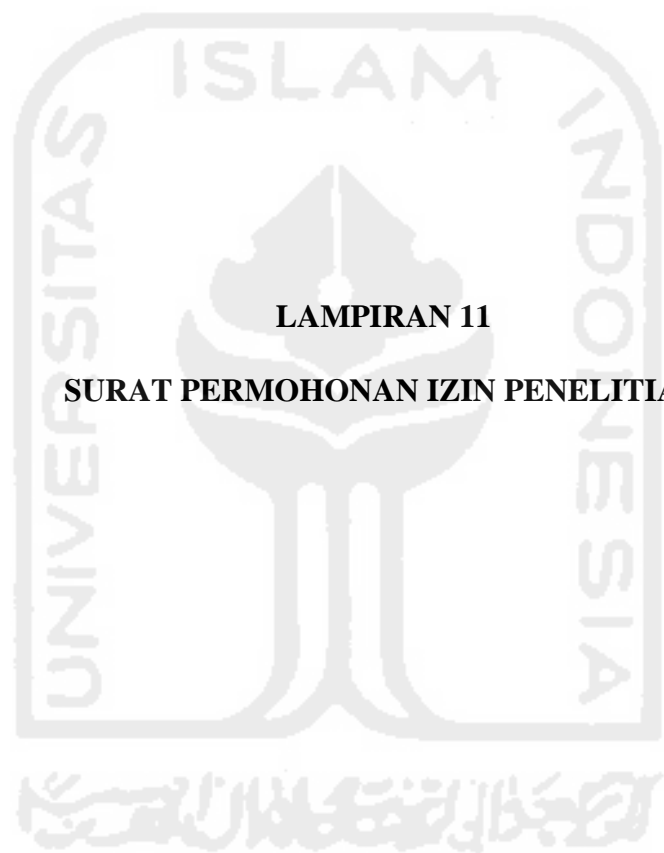 ISLAM
UNIVERSITAS
INDONESIA
LAMPIRAN 11
SURAT PERMOHONAN IZIN PENELITIA